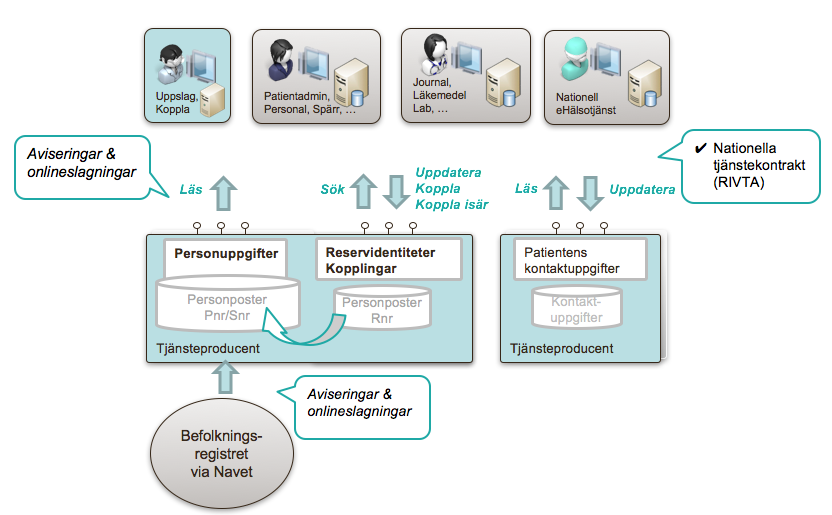 Uppslag,
Koppla
Patientadmin,
Personal, Spärr, …
Journal,
Läkemedel
Lab, …
Nationell
eHälsotjänst
Aviseringar &
onlineslagningar
✔ Nationella
tjänstekontrakt
(RIVTA)
Läs
Sök
Uppdatera
Koppla
Koppla isär
Läs
Uppdatera
Personuppgifter
Reservidentiteter
Kopplingar
Patientens
kontaktuppgifter
Personposter
Pnr/Snr
Personposter
Rnr
Kontakt-
uppgifter
Tjänsteproducent
Tjänsteproducent
Aviseringar &
onlineslagningar
Befolknings-
registret
via Navet